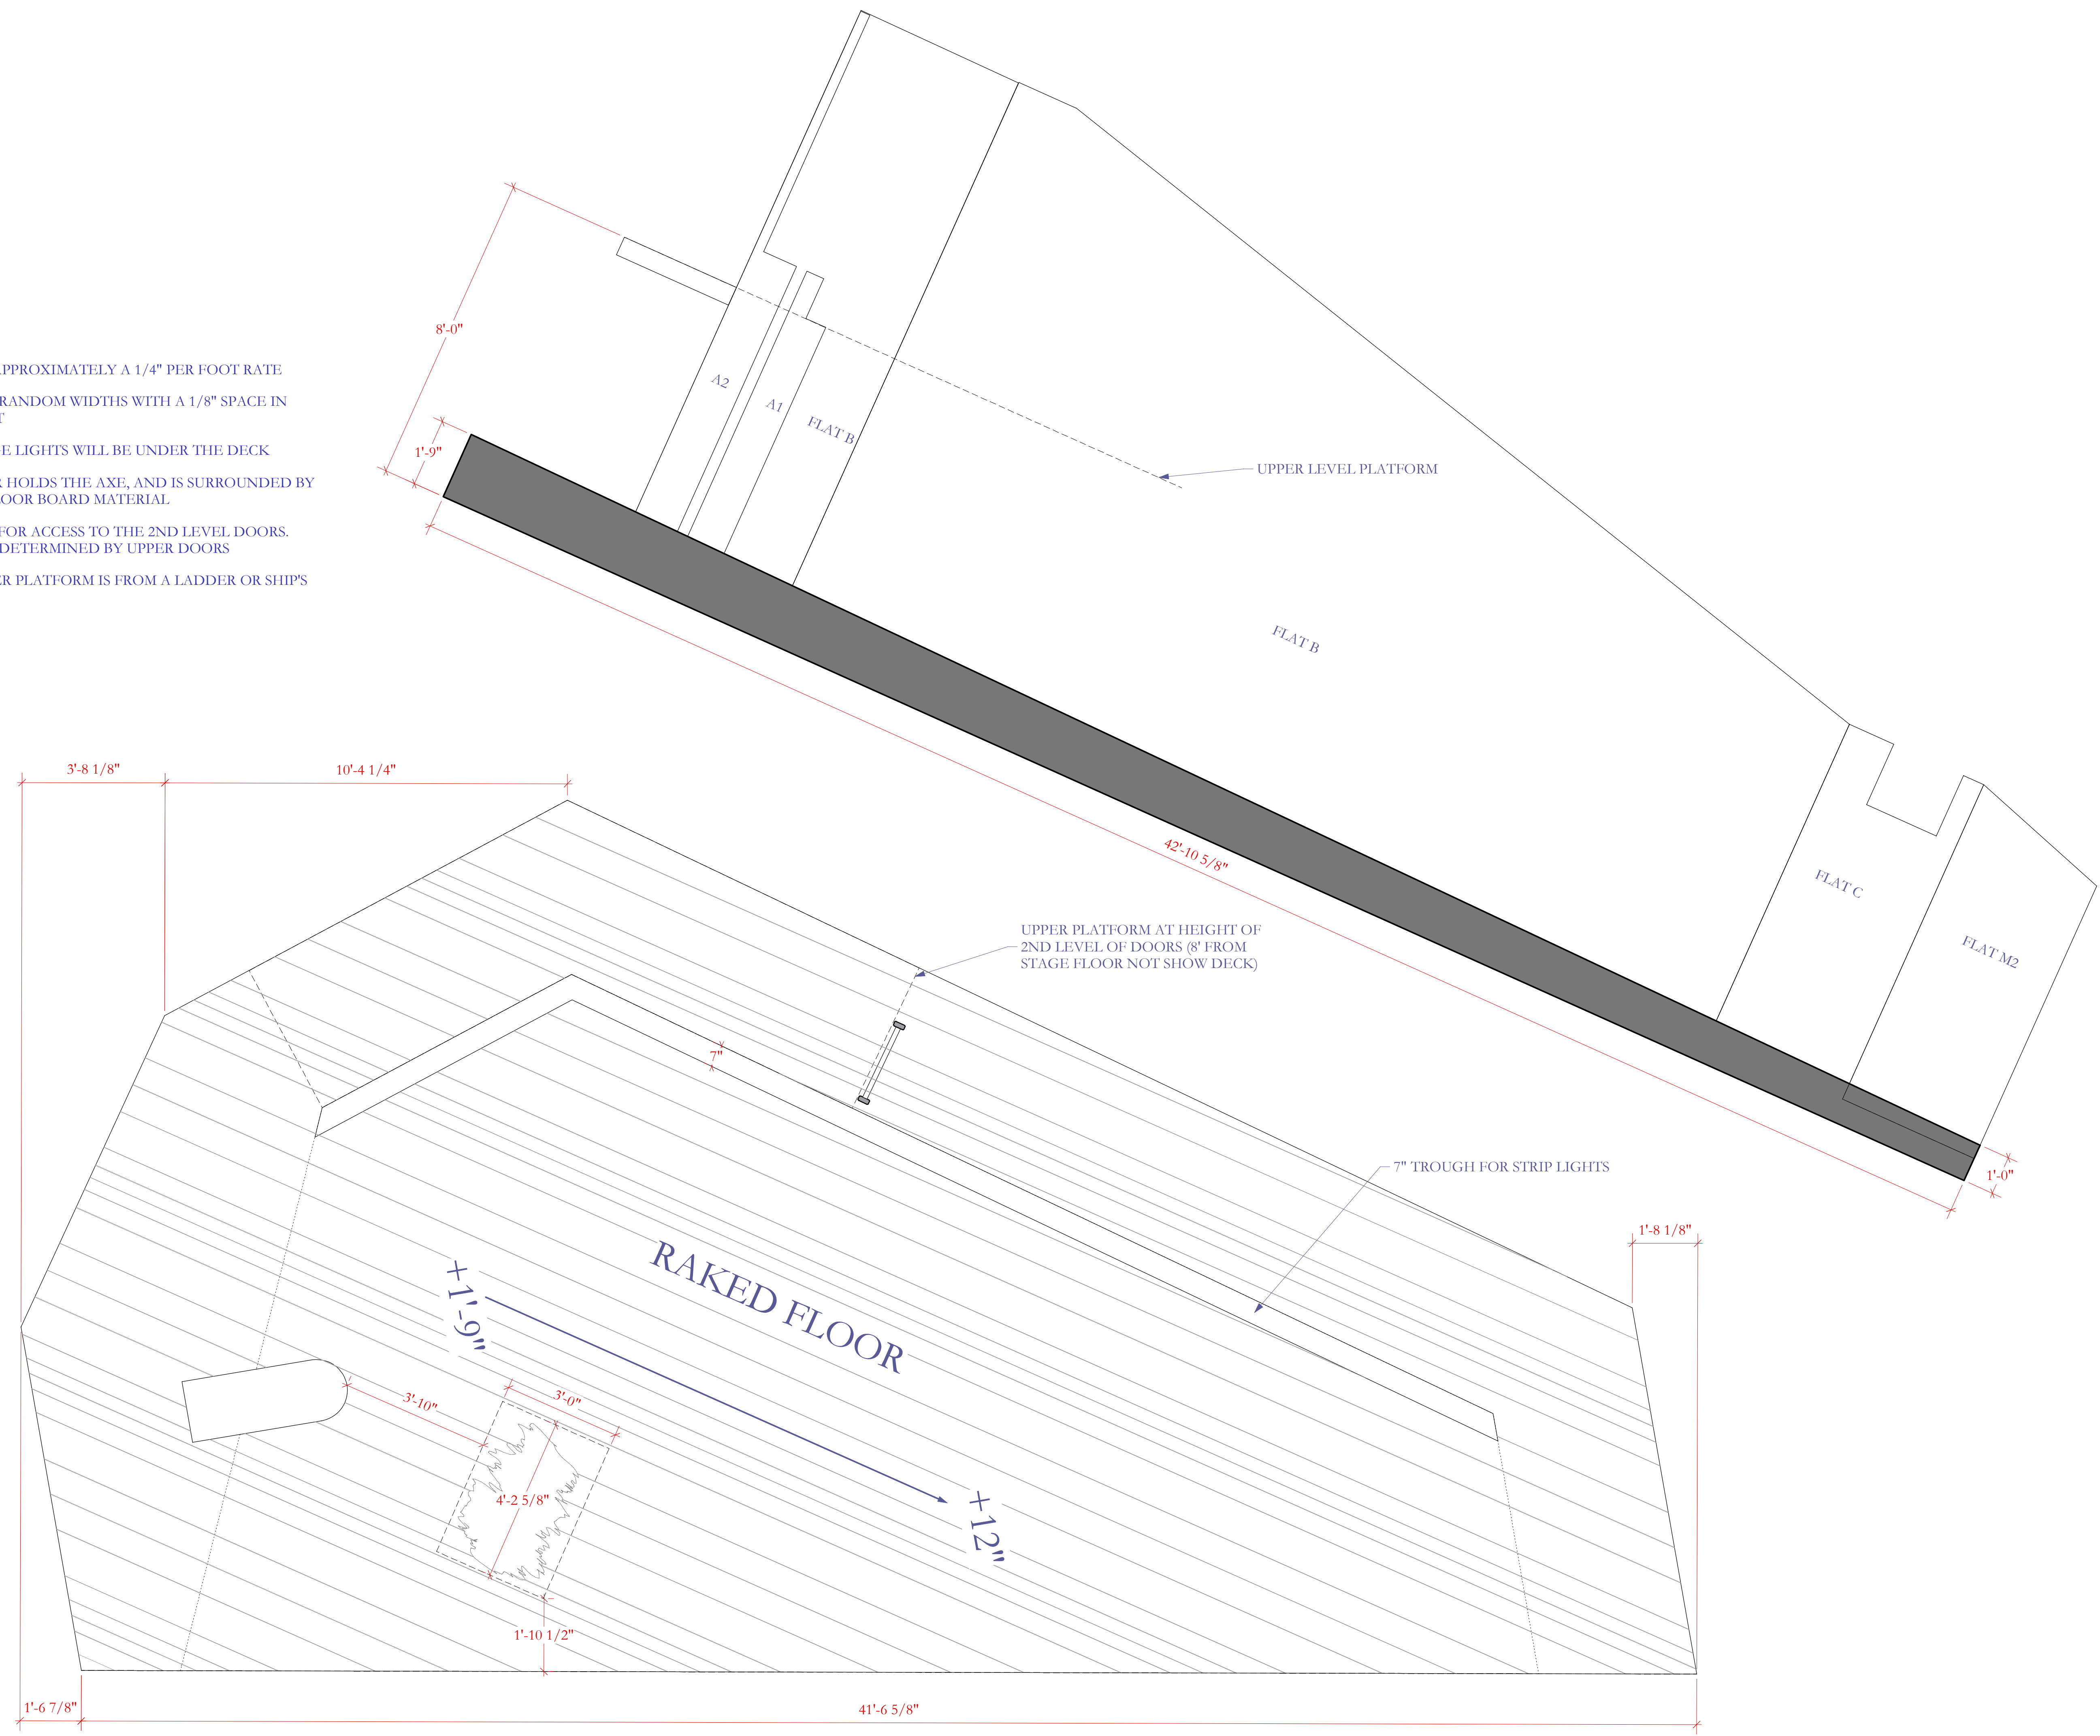 APPROXIMATELY A 1/4" PER FOOT RATE
RANDOM WIDTHS WITH A 1/8" SPACE IN
LIGHTS WILL BE UNDER THE DECK
HOLDS THE AXE, AND IS SURROUNDED BY
BOARD MATERIAL
FOR ACCESS TO THE 2ND LEVEL DOORS.
DETERMINED BY UPPER DOORS
PLATFORM IS FROM A LADDER OR SHIP'S
8'-0"
1'-9"
A2
A1
FLAT B
UPPER LEVEL PLATFORM
FLAT B
42'-10 5/8"
FLAT C
FLAT M2
1'-0"
3'-8 1/8"
10'-4 1/4"
UPPER PLATFORM AT HEIGHT OF
2ND LEVEL OF DOORS (8' FROM
STAGE FLOOR NOT SHOW DECK)
7"
7" TROUGH FOR STRIP LIGHTS
1'-8 1/8"
RAKED FLOOR
+1'-9"
+12"
3'-10"
3'-0"
4'-2 5/8"
1'-10 1/2"
1'-6 7/8"
41'-6 5/8"